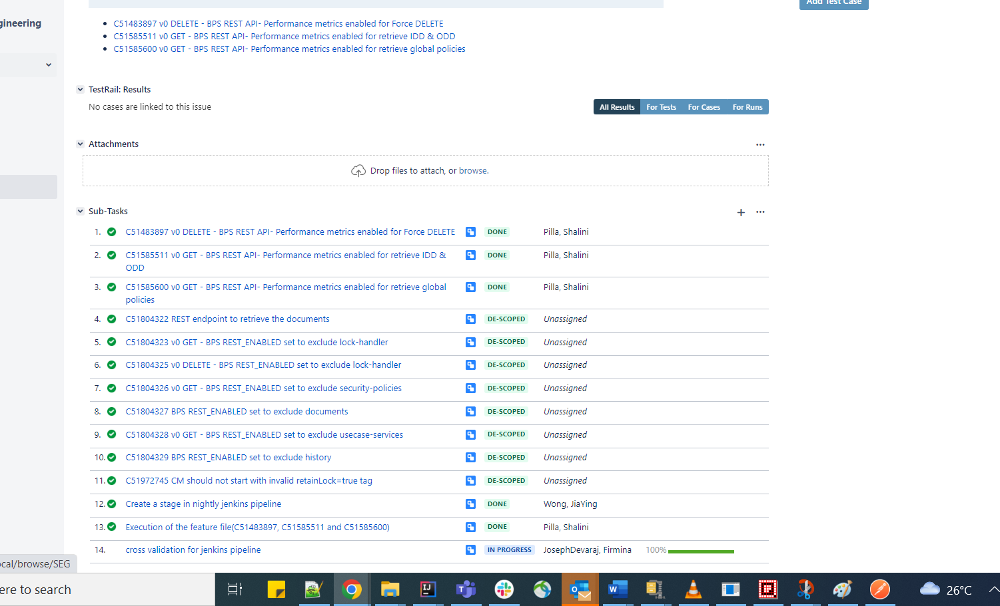 Add Test Case
gineering
C51483897 v0 DELETE - BPS REST API- Performance metrics enabled for Force DELETE
C51585511 v0 GET - BPS REST API- Performance metrics enabled for retrieve IDD & ODD
C51585600 v0 GET - BPS REST API- Performance metrics enabled for retrieve global policies
TestRail: Results
No cases are linked to this issue
All Results For Tests For Cases For Runs
Attachments
Drop files to attach, or browse.
Sub-Tasks
1. C51483897 v0 DELETE - BPS REST API- Performance metrics enabled for Force DELETE DONE Pilla, Shalini
2. C51585511 v0 GET - BPS REST API- Performance metrics enabled for retrieve IDD & DONE Pilla, Shalini
ODD
3. C51585600 v0 GET - BPS REST API- Performance metrics enabled for retrieve global DONE Pilla, Shalini
policies
4. C51804322 REST endpoint to retrieve the documents DE-SCOPED Unassigned
5. C51804323 v0 GET - BPS REST_ENABLED set to exclude lock-handler DE-SCOPED Unassigned
6. C51804325 v0 DELETE - BPS REST_ENABLED set to exclude lock-handler DE-SCOPED Unassigned
7. C51804326 v0 GET - BPS REST_ENABLED set to exclude security-policies DE-SCOPED Unassigned
8. C51804327 BPS REST_ENABLED set to exclude documents DE-SCOPED Unassigned
9. C51804328 v0 GET - BPS REST_ENABLED set to exclude usecase-services DE-SCOPED Unassigned
10. C51804329 BPS REST_ENABLED set to exclude history DE-SCOPED Unassigned
11. C51972745 CM should not start with invalid retainLock=true tag DE-SCOPED Unassigned
12. Create a stage in nightly jenkins pipeline DONE Wong, JiaYing
13. Execution of the feature file(C51483897, C51585511 and C51585600) DONE Pilla, Shalini
14. cross validation for jenkins pipeline IN PROGRESS JosephDevaraj, Firmina 100%
ocal/browse/SEG
ere to search
26°C